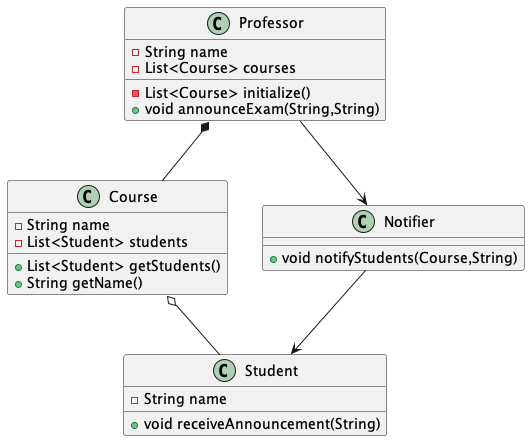 C Professor
String name
List<Course> courses
List<Course> initialize()
void announceExam(String,String)
C Course
String name
List<Student> students
List<Student> getStudents()
String getName()
C Notifier
void notifyStudents(Course,String)
C Student
String name
void receiveAnnouncement(String)